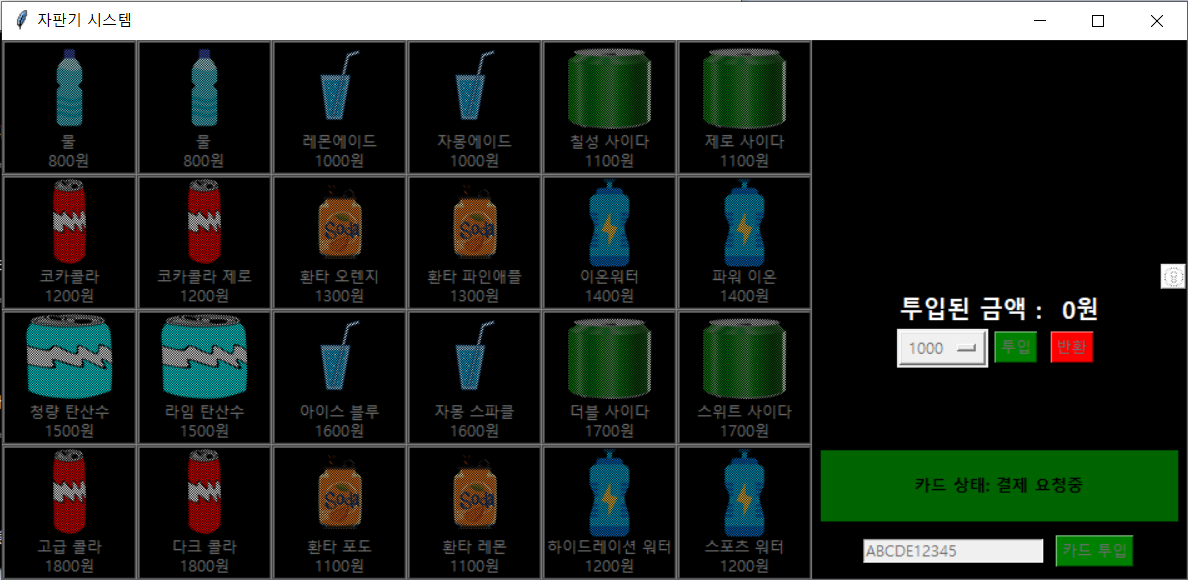 자판기 시스템
물 물 레몬에이드 자몽에이드 칠성 사이다 제로 사이다
800원 800원 1000원 1000원 1100원 1100원
Soda Soda
코카콜라 코카콜라 제로 환타 오렌지 환타 파인애플 이온워터 파워 이온
1200원 1200원 1300원 1300원 1400원 1400원
청량 탄산수 라임 탄산수 아이스 블루 자몽 스파클 더블 사이다 스위트 사이다
1500원 1500원 1600원 1600원 1700원 1700원
Soda Soda
고급 콜라 다크 콜라 환타 포도 환타 레몬 하이드레이션 워터 스포츠 워터
1800원 1800원 1100원 1100원 1200원 1200원
투입된 금액 : 0원
1000 투입 반환
카드 상태: 결제 요청중
ABCDE12345 카드 투입